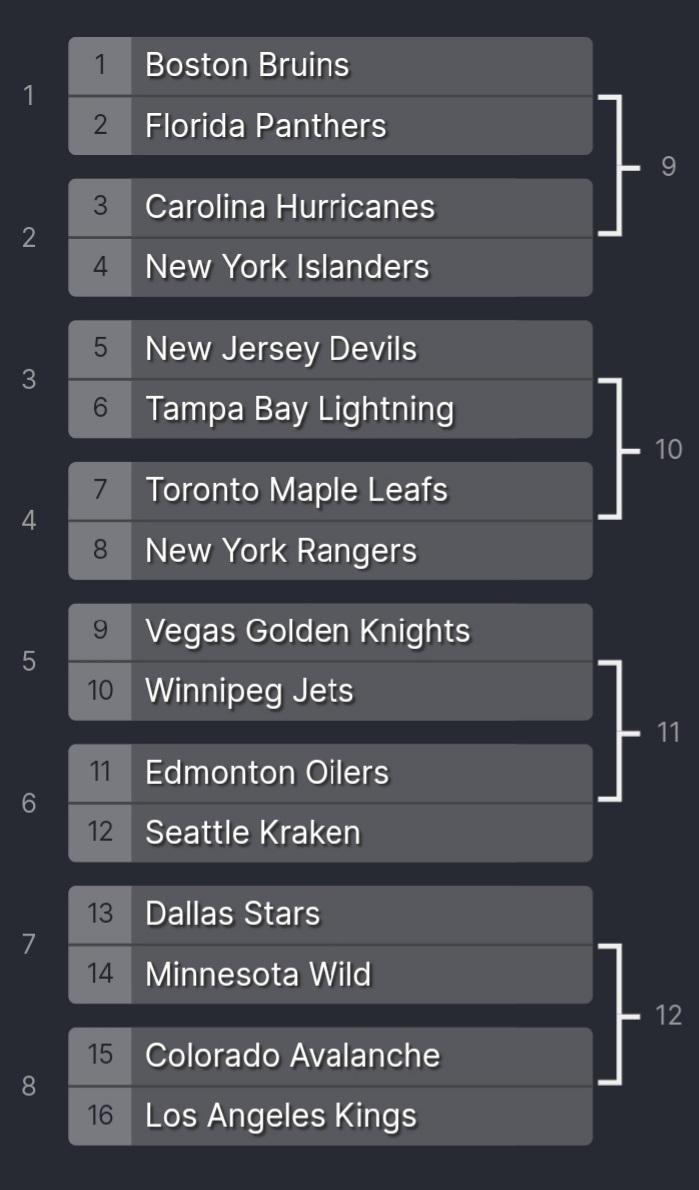 1
1 Boston Bruins
2 Florida Panthers
9
2
3 Carolina Hurricanes
4 New York Islanders
3
5 New Jersey Devils
6 Tampa Bay Lightning
10
4
7 Toronto Maple Leafs
8 New York Rangers
5
9 Vegas Golden Knights
10 Winnipeg Jets
11
6
11 Edmonton Oilers
12 Seattle Kraken
7
13 Dallas Stars
14 Minnesota Wild
12
8
15 Colorado Avalanche
16 Los Angeles Kings